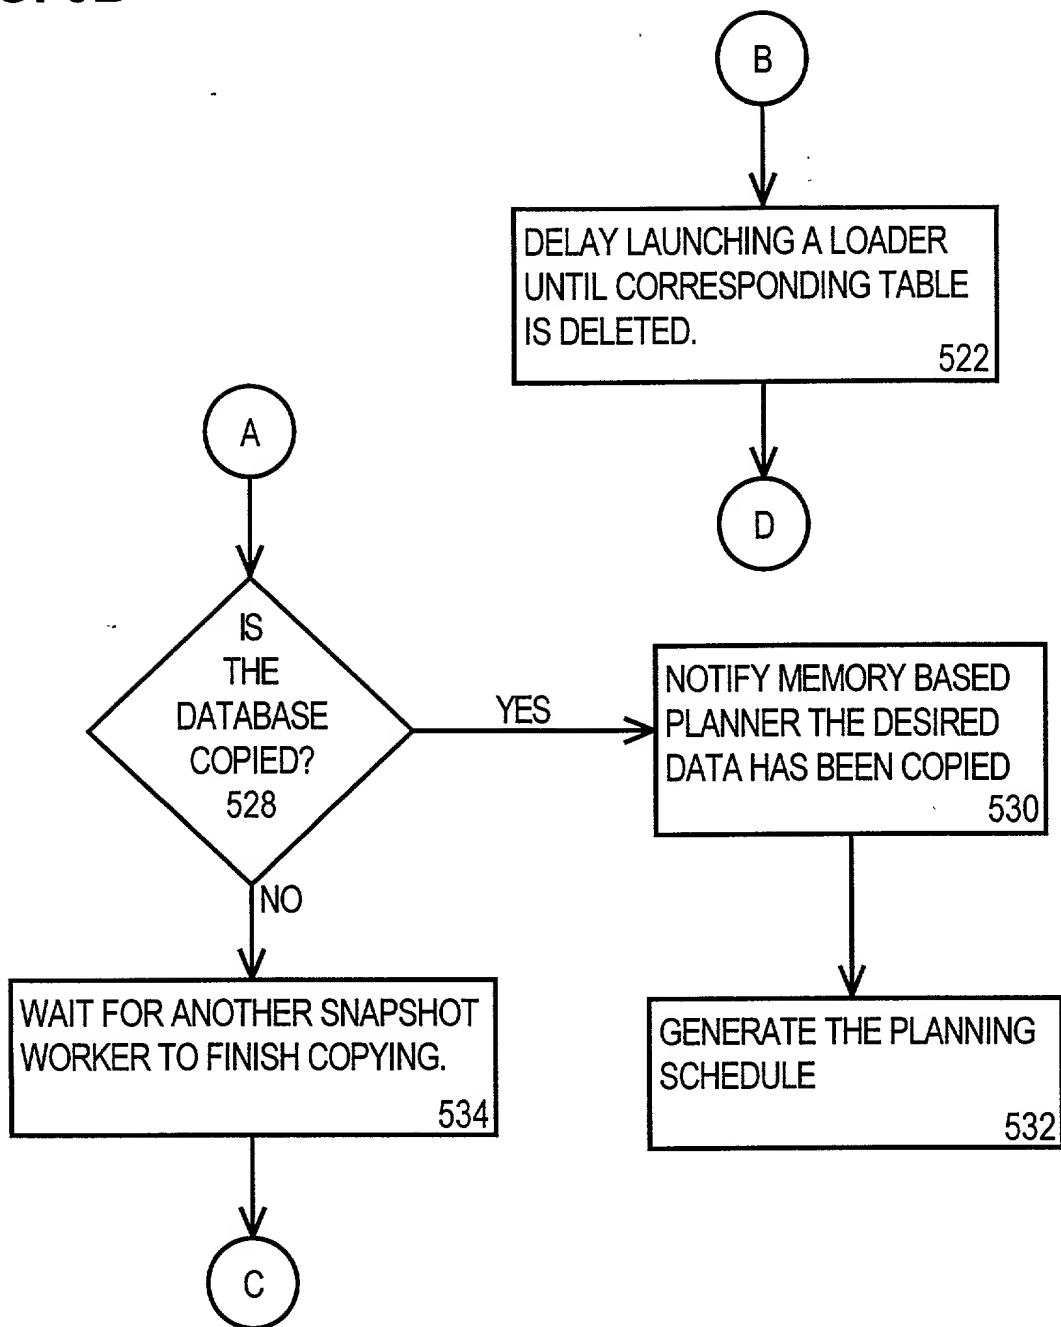 B
DELAY LAUNCHING A LOADER
UNTIL CORRESPONDING TABLE
IS DELETED.
522
D
A
IS
THE
DATABASE
COPIED?
528
YES
NO
NOTIFY MEMORY BASED
PLANNER THE DESIRED
DATA HAS BEEN COPIED
530
GENERATE THE PLANNING
SCHEDULE
532
WAIT FOR ANOTHER SNAPSHOT
WORKER TO FINISH COPYING.
534
C